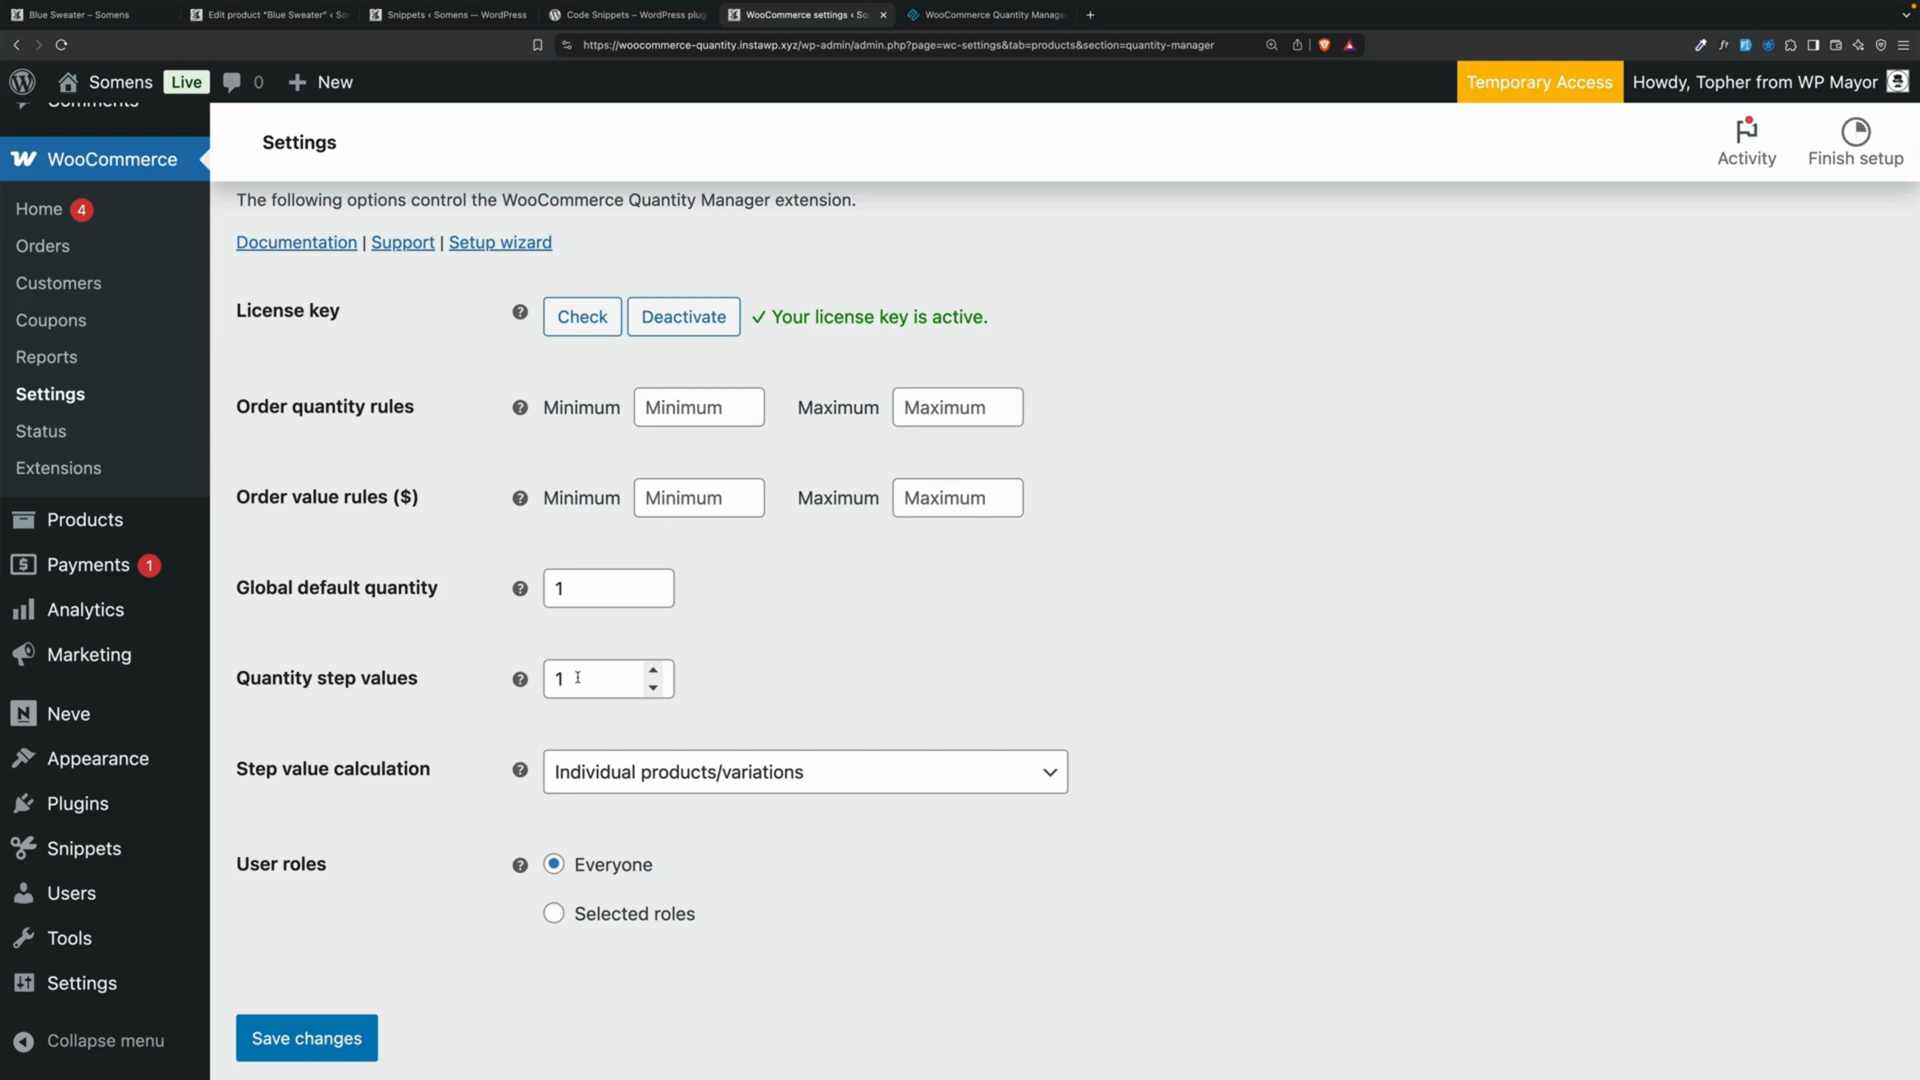 Blue Sweater – Somens
Edit product "Blue Sweater" ‹ So
Snippets ‹ Somens — WordPress
Code Snippets – WordPress plug
WooCommerce settings ‹ So
WooCommerce Quantity Manag
https://woocommerce-quantity.instawp.xyz/wp-admin/admin.php?page=wc-settings&tab=products&section=quantity-manager
Somens Live 0 New
Temporary Access
Howdy, Topher from WP Mayor
Comments
WooCommerce
Home 4
Orders
Customers
Coupons
Reports
Settings
Status
Extensions
Products
Payments 1
Analytics
Marketing
Neve
Appearance
Plugins
Snippets
Users
Tools
Settings
Collapse menu
Settings
Activity
Finish setup
The following options control the WooCommerce Quantity Manager extension.
Documentation | Support | Setup wizard
License key Check Deactivate ✓ Your license key is active.
Order quantity rules Minimum Minimum Maximum Maximum
Order value rules ($) Minimum Minimum Maximum Maximum
Global default quantity 1
Quantity step values 1
Step value calculation Individual products/variations
User roles Everyone
Selected roles
Save changes